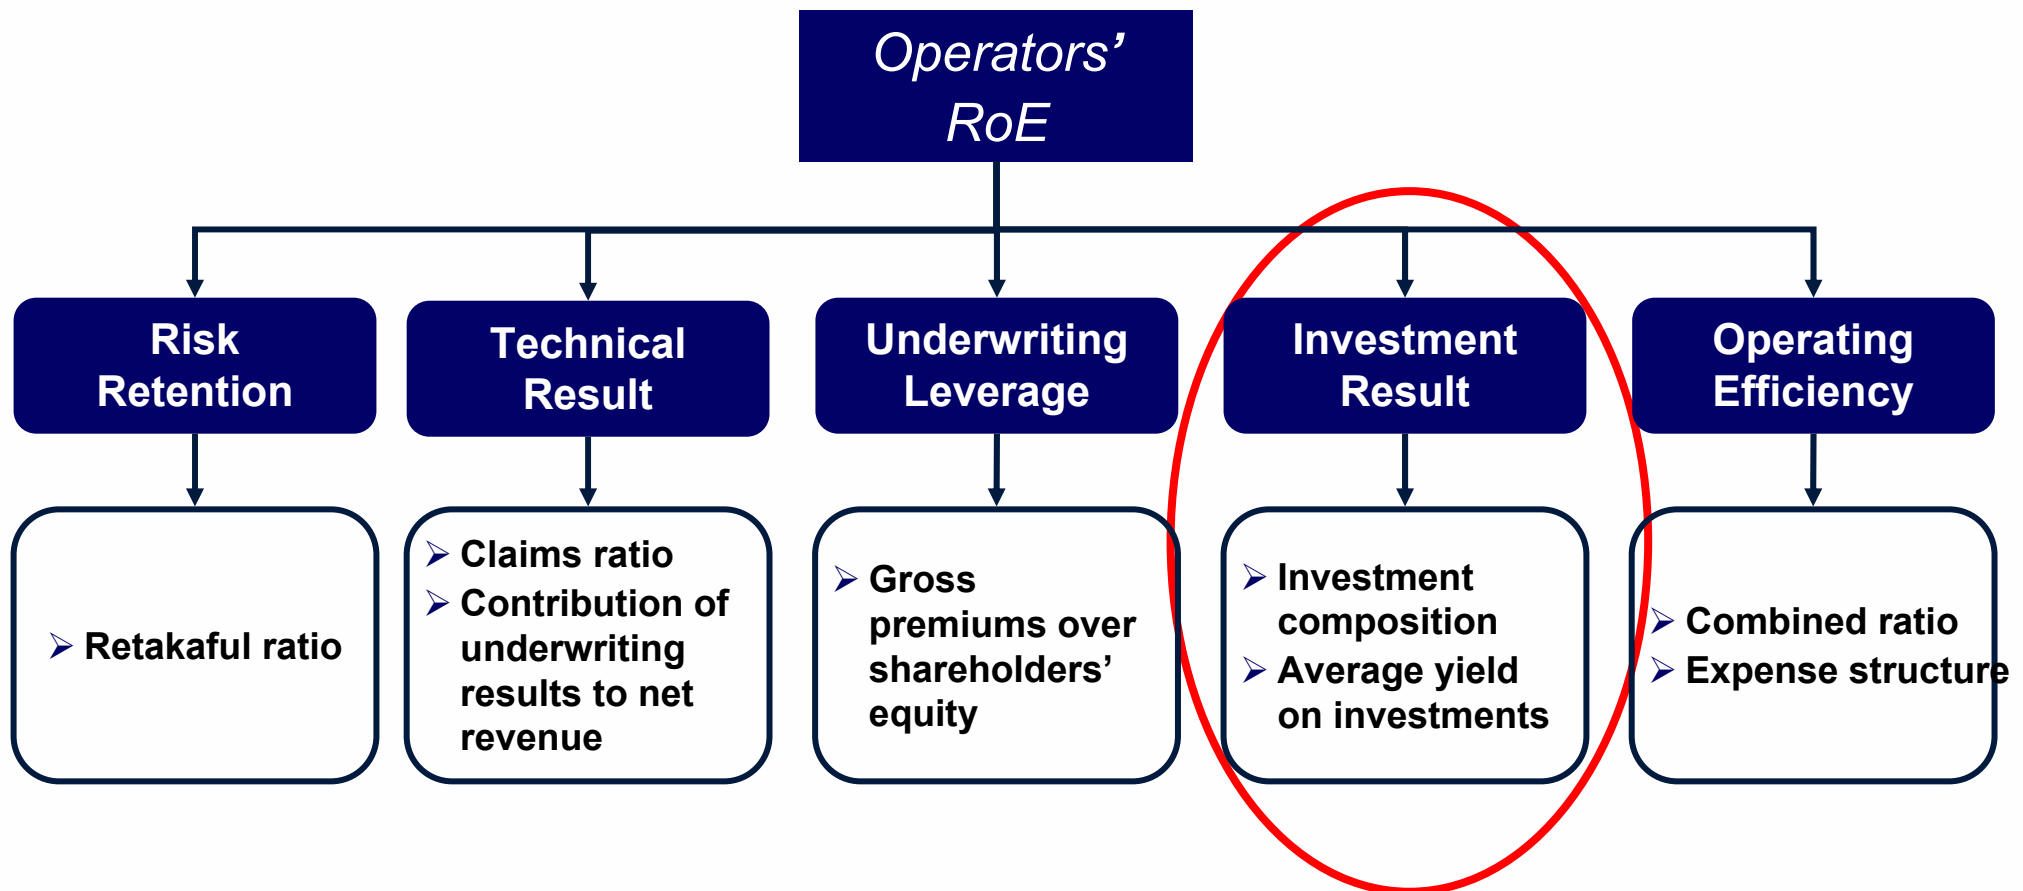 Operators’
RoE
Risk
Retention
Technical
Result
Underwriting
Leverage
Investment
Result
Operating
Efficiency
➢ Retakaful ratio
➢ Claims ratio
➢ Contribution of
underwriting
results to net
revenue
➢ Gross
premiums over
shareholders’
equity
➢ Investment
composition
➢ Average yield
on investments
➢ Combined ratio
➢ Expense structure